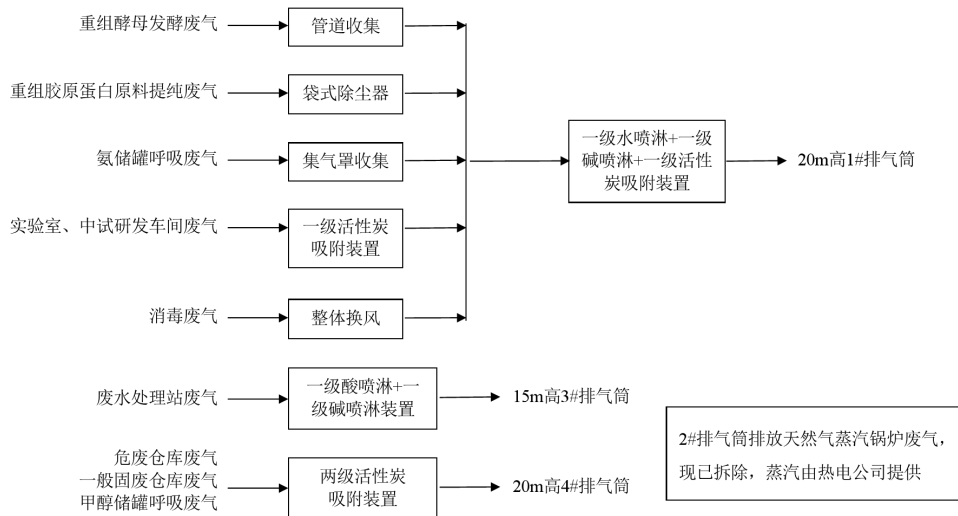 重组酵母发酵废气
管道收集
重组胶原蛋白原料提纯废气
袋式除尘器
氨储罐呼吸废气
集气罩收集
一级水喷淋+一级
碱喷淋+一级活性
炭吸附装置
20m高1#排气筒
实验室、中试研发车间废气
一级活性炭
吸附装置
消毒废气
整体换风
废水处理站废气
一级酸喷淋+一
级碱喷淋装置
15m高3#排气筒
危废仓库废气
一般固废仓库废气
甲醇储罐呼吸废气
两级活性炭
吸附装置
20m高4#排气筒
2#排气筒排放天然气蒸汽锅炉废气，
现已拆除，蒸汽由热电公司提供